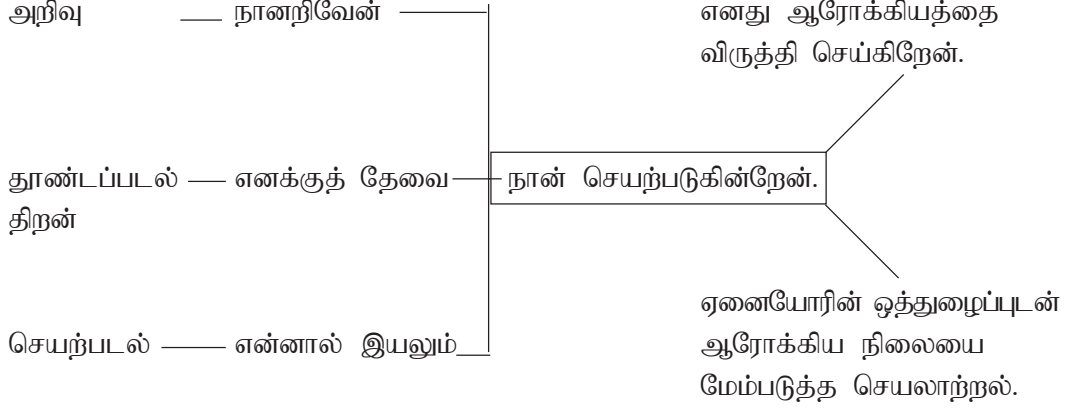 அறிவு நானறிவேன் எனது ஆரோக்கியத்தை
விருத்தி செய்கிறேன்.
தூண்டப்படல் எனக்குத் தேவை நான் செயற்படுகின்றேன்.
திறன்
ஏனையோரின் ஒத்துழைப்புடன்
செயற்படல் என்னால் இயலும் ஆரோக்கிய நிலையை
மேம்படுத்த செயலாற்றல்.